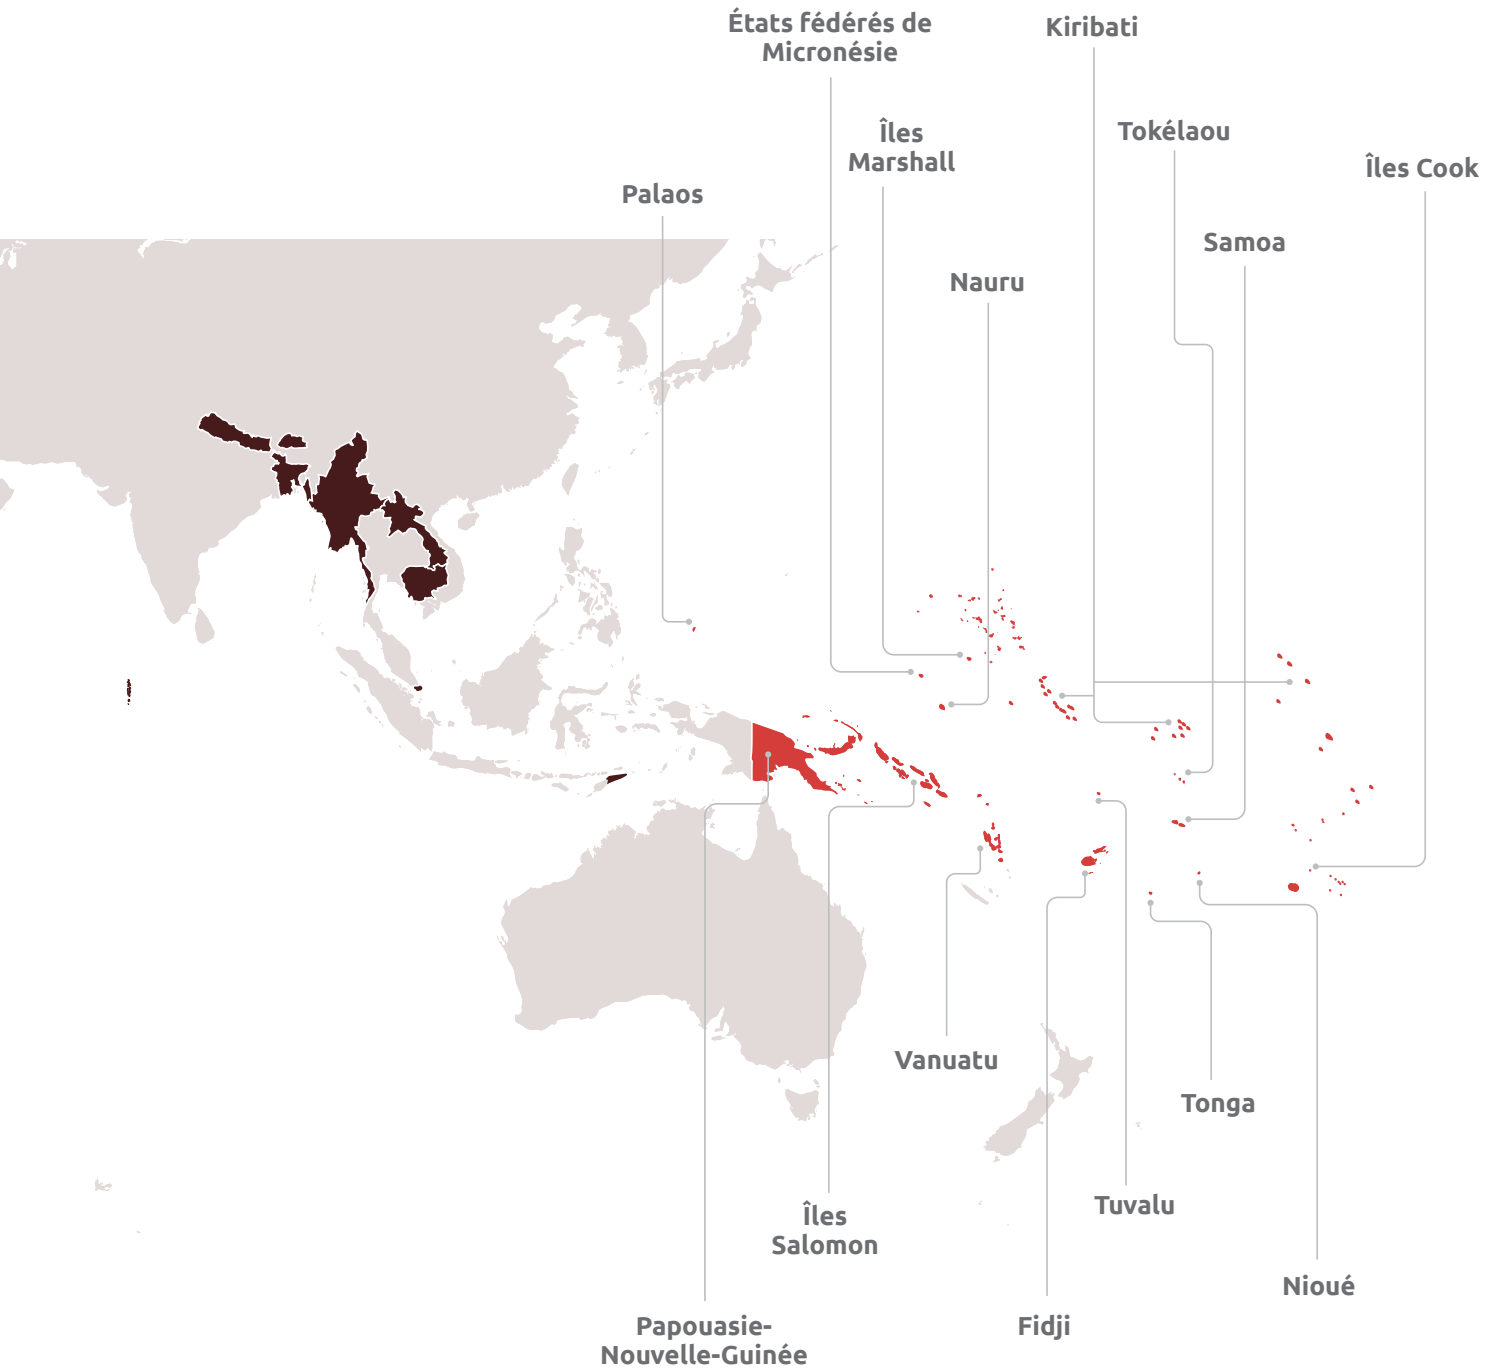 États fédérés de
Micronésie
Kiribati
Îles
Marshall
Tokélaou
Îles Cook
Palaos
Samoa
Nauru
Vanuatu
Tonga
Tuvalu
Îles
Salomon
Nioué
Papouasie-
Nouvelle-Guinée
Fidji